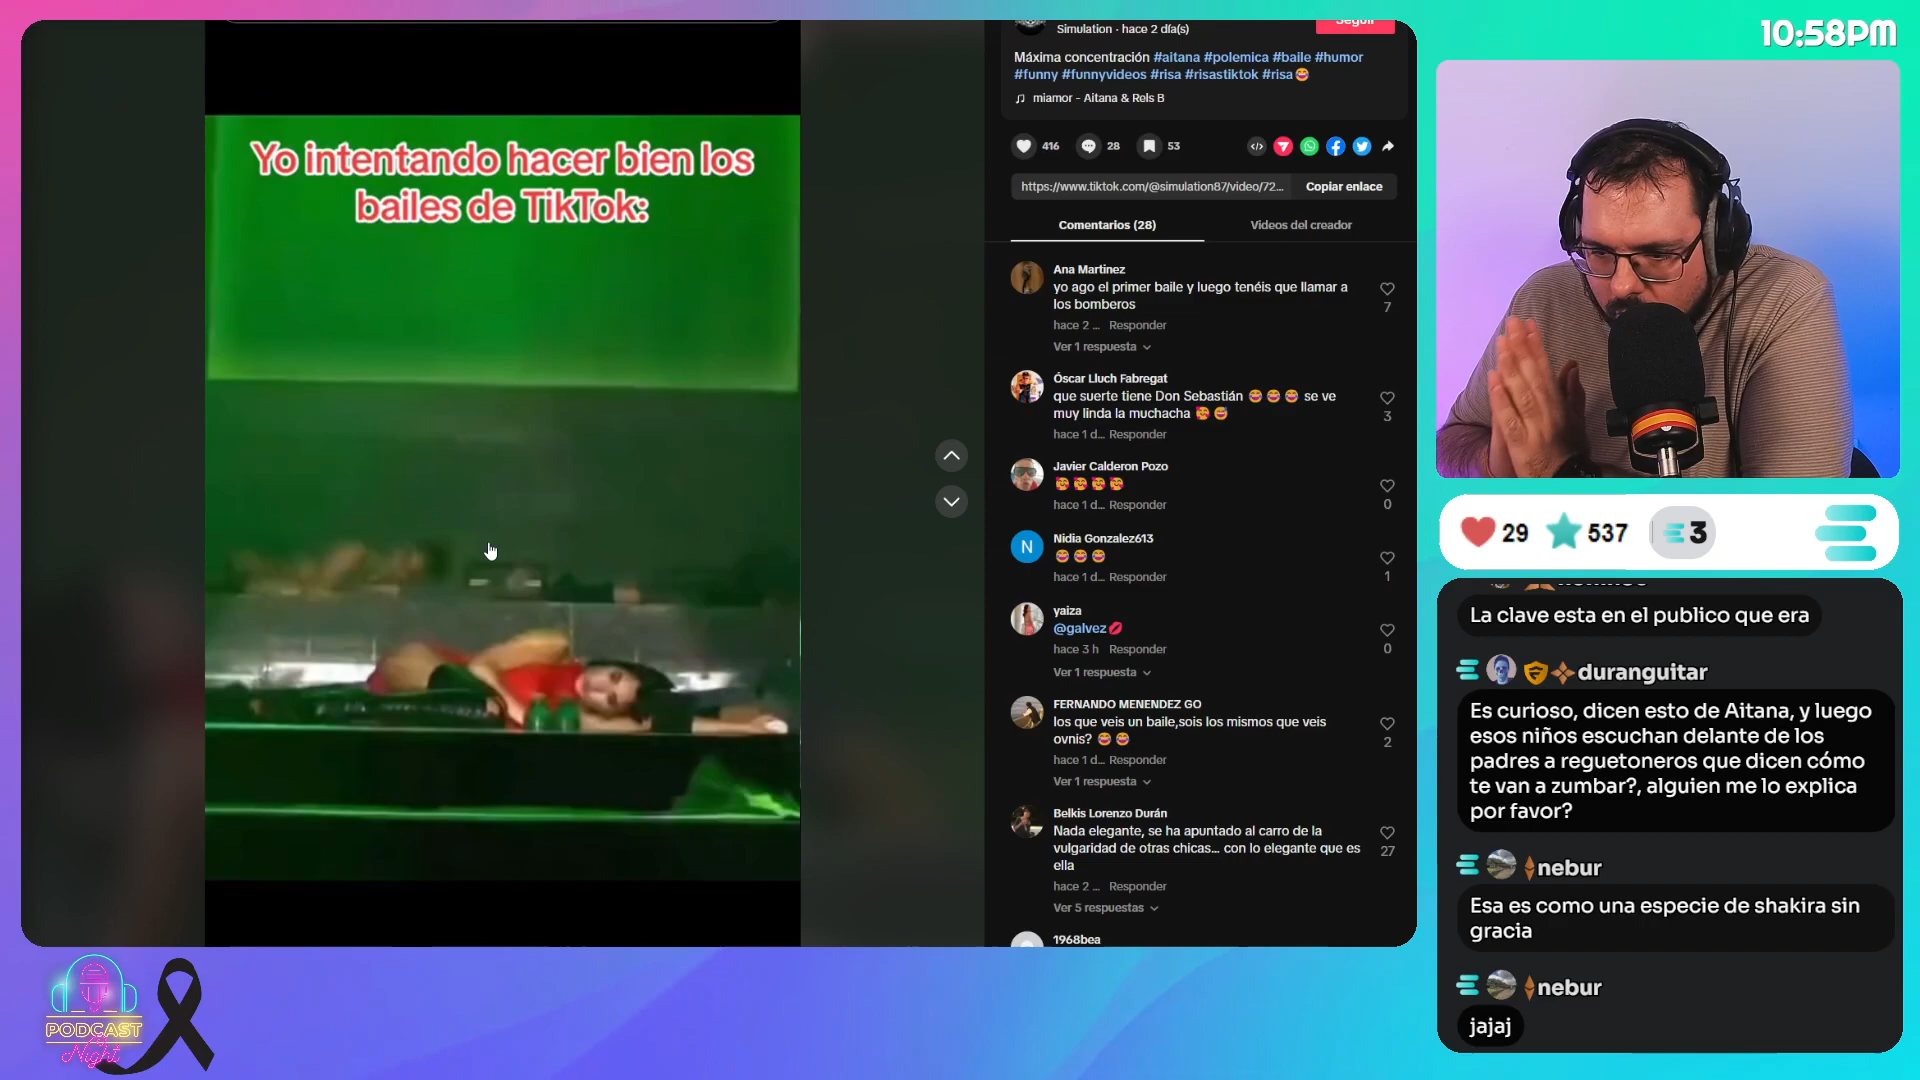 Simulation · hace 2 día(s)
Seguir
Máxima concentración #aitana #polemica #baile #humor
#funny #funnyvideos #risa #risastiktok #risa😂
miamor - Aitana & Rels B
416
28
53
https://www.tiktok.com/@simulation87/video/72...
Copiar enlace
Comentarios (28)
Videos del creador
Yo intentando hacer bien los
bailes de TikTok:
Ana Martinez
yo ago el primer baile y luego tenéis que llamar a
los bomberos
7
hace 2 ... Responder
Ver 1 respuesta
Óscar Lluch Fabregat
que suerte tiene Don Sebastián 😂 😂 😂 se ve
muy linda la muchacha 🥰 😅
3
hace 1 d... Responder
Javier Calderon Pozo
🥰 🥰 🥰 🥰
0
hace 1 d... Responder
N
Nidia Gonzalez613
😂 😂 😂
1
hace 1 d... Responder
yaiza
@galvez💋
0
hace 3 h Responder
Ver 1 respuesta
FERNANDO MENENDEZ GO
los que veis un baile,sois los mismos que veis
ovnis? 😂 😂
2
hace 1 d... Responder
Ver 1 respuesta
Belkis Lorenzo Durán
Nada elegante, se ha apuntado al carro de la
vulgaridad de otras chicas... con lo elegante que es
ella
27
hace 2 ... Responder
Ver 5 respuestas
1968bea
10:58PM
29
537
3
La clave esta en el publico que era
duranguitar
Es curioso, dicen esto de Aitana, y luego
esos niños escuchan delante de los
padres a reguetoneros que dicen cómo
te van a zumbar?, alguien me lo explica
por favor?
nebur
Esa es como una especie de shakira sin
gracia
nebur
jajaj
PODCAST
Night